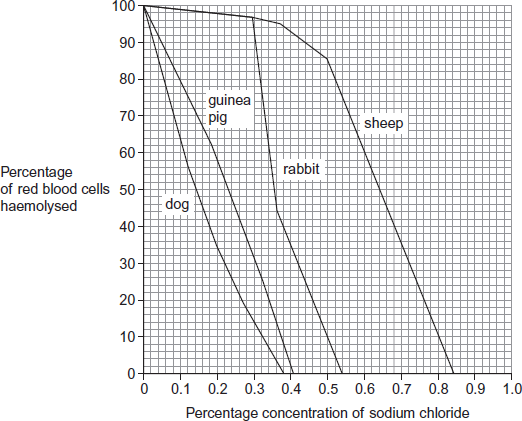 100
90
80
70
60
50
40
30
20
10
0
Percentage
of red blood cells
haemolysed
guinea
pig
dog
rabbit
sheep
0 0.1 0.2 0.3 0.4 0.5 0.6 0.7 0.8 0.9 1.0
Percentage concentration of sodium chloride